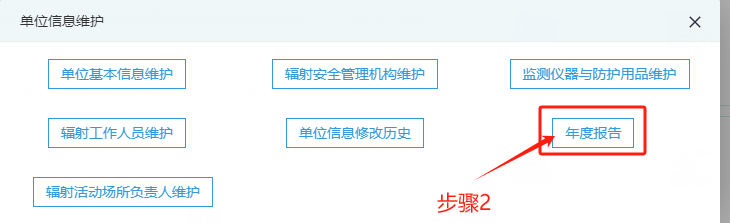 单位信息维护
单位基本信息维护
辐射安全管理机构维护
监测仪器与防护用品维护
辐射工作人员维护
单位信息修改历史
年度报告
辐射活动场所负责人维护
步骤2